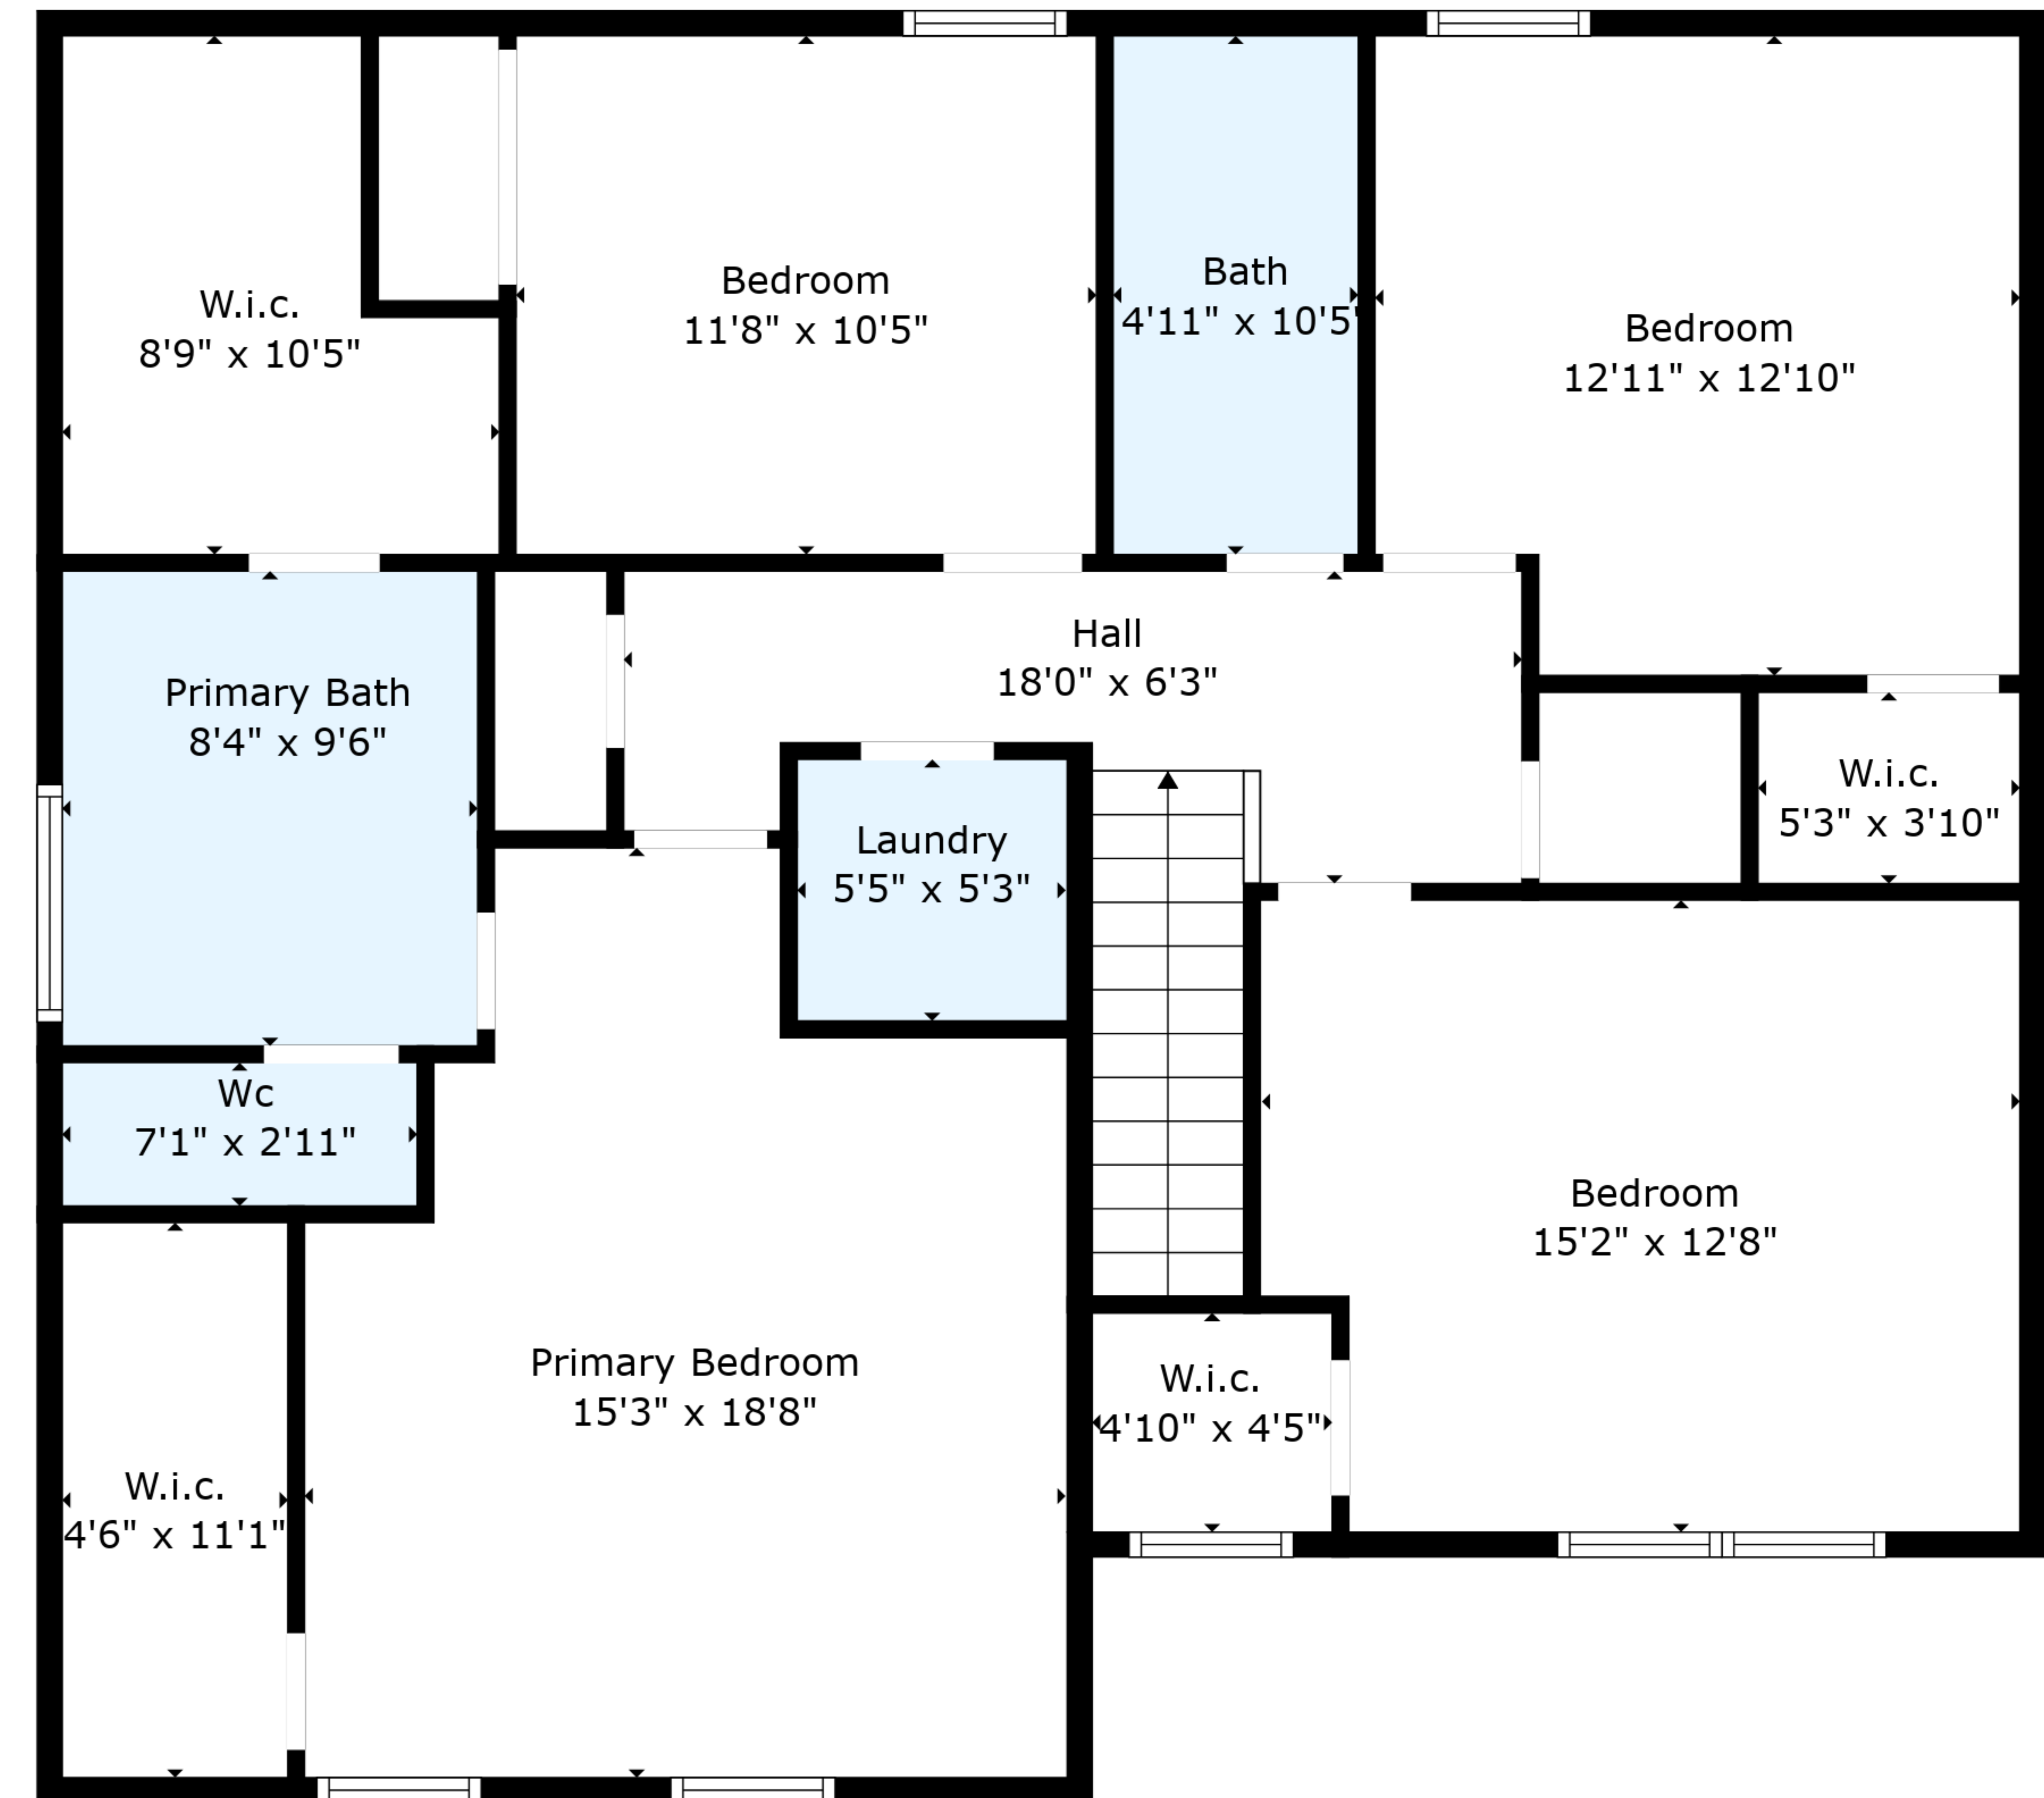 W.i.c.
8'9" x 10'5"
Bedroom
11'8" x 10'5"
Bath
4'11" x 10'5'
Bedroom
12'11" x 12'10"
Hall
18'0" x 6'3"
Primary Bath
8'4" x 9'6"
Laundry
5'5" x 5'3"
W.i.c.
5'3" x 3'10"
Wc
7'1" x 2'11"
Bedroom
15'2" x 12'8"
Primary Bedroom
15'3" x 18'8"
W.i.c.
4'10" x 4'5"
W.i.c.
4'6" x 11'1"